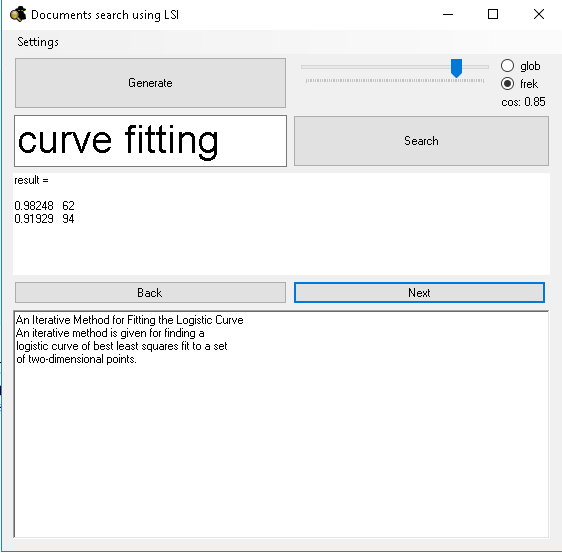 Documents search using LSI
Settings
Generate
glob
frek
cos: 0.85
curve fitting
Search
result =
0.98248 62
0.91929 94
Back
Next
An Iterative Method for Fitting the Logistic Curve
An iterative method is given for finding a
logistic curve of best least squares fit to a set
of two-dimensional points.